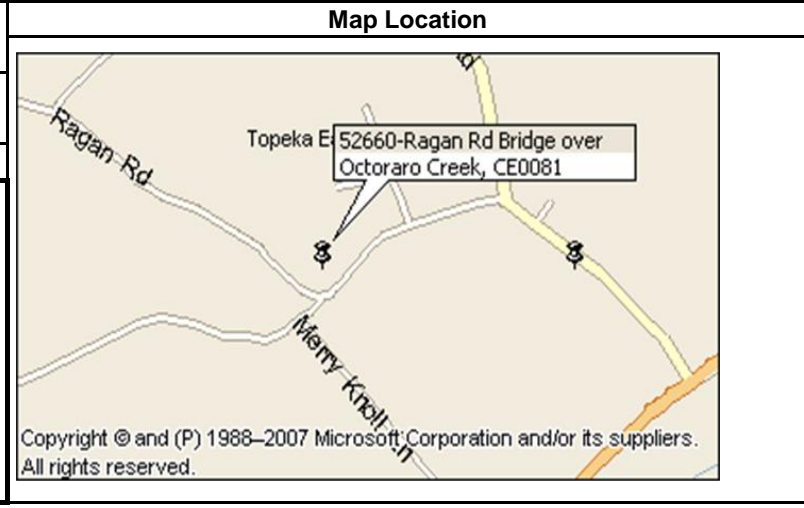 Map Location
Ragan Rd
Topeka E
52660-Ragan Rd Bridge over
Octoraro Creek, CE0081
Merry Knoll Ln
Copyright © and (P) 1988–2007 Microsoft Corporation and/or its suppliers.
All rights reserved.